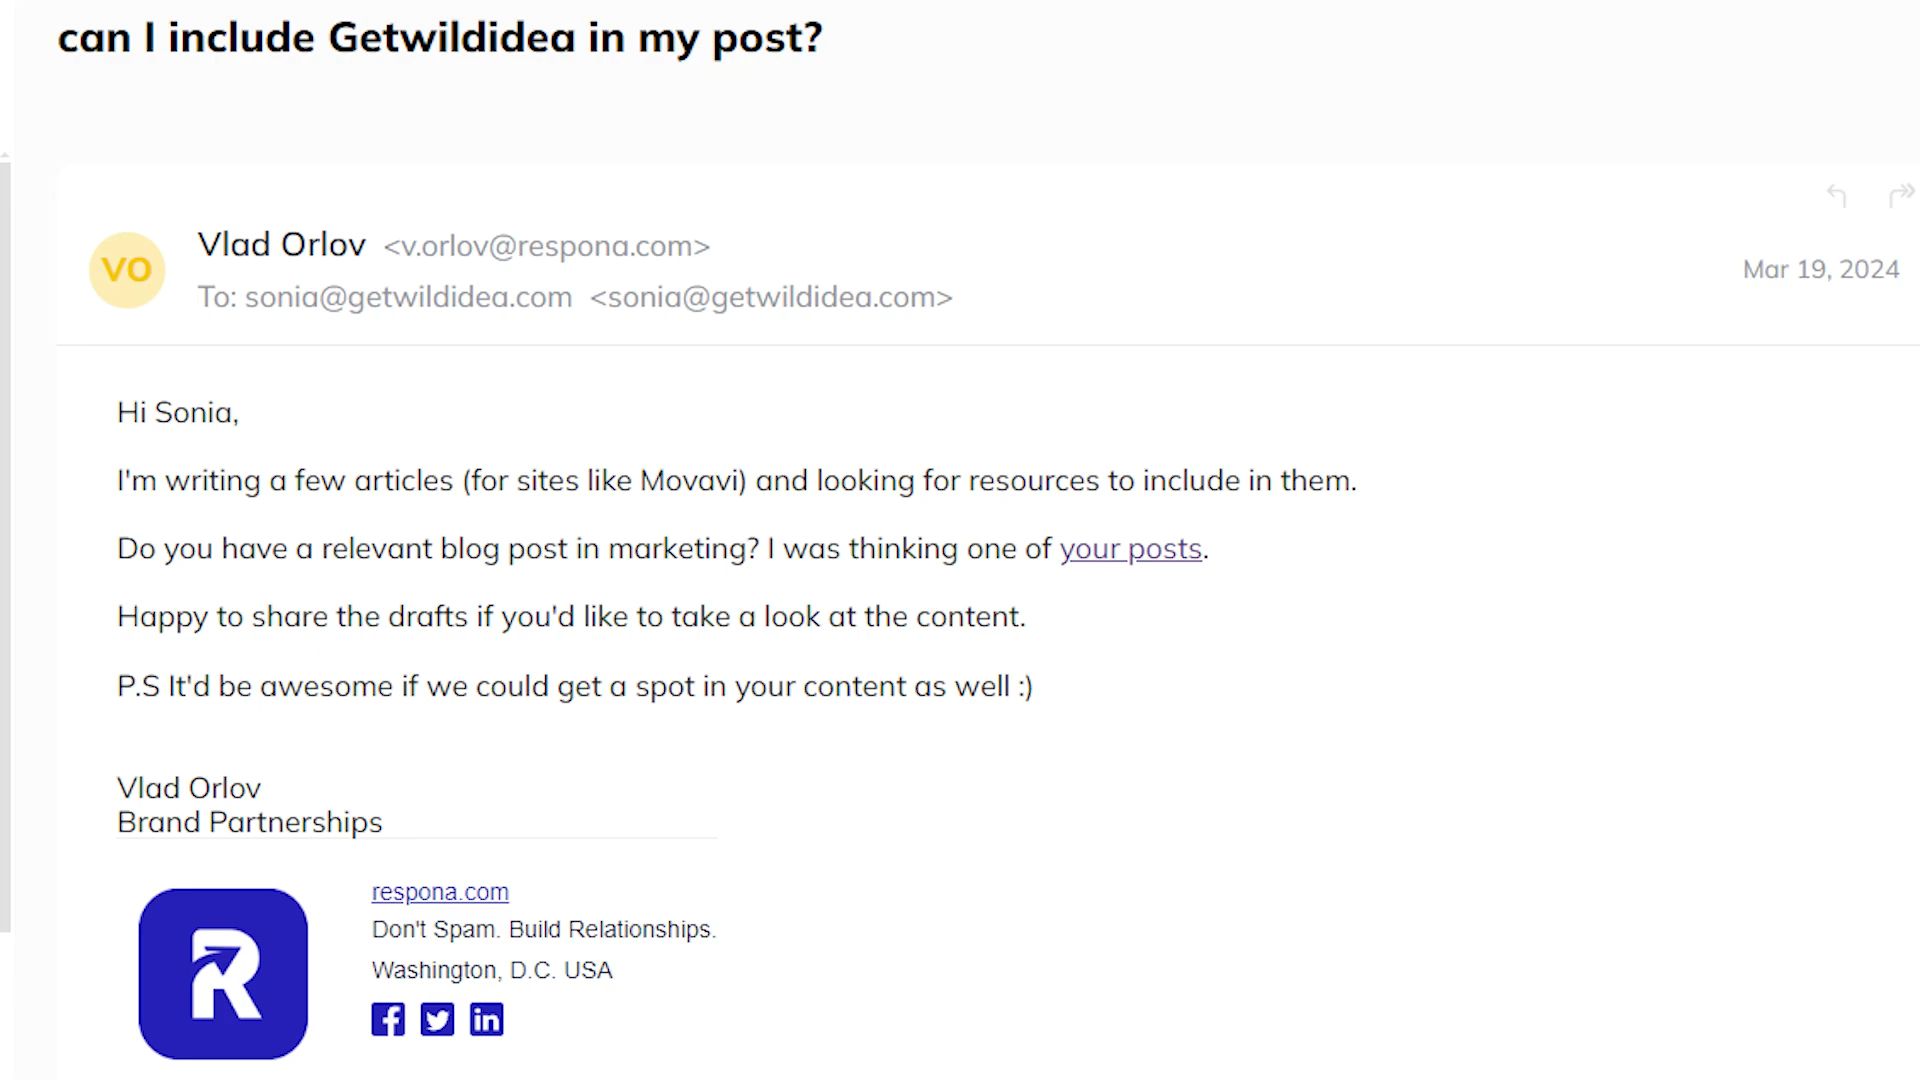 can I include Getwildidea in my post?
VO
Vlad Orlov <v.orlov@respona.com>
To: sonia@getwildidea.com <sonia@getwildidea.com>
Mar 19, 2024
Hi Sonia,
I'm writing a few articles (for sites like Movavi) and looking for resources to include in them.
Do you have a relevant blog post in marketing? I was thinking one of your posts.
Happy to share the drafts if you'd like to take a look at the content.
P.S It'd be awesome if we could get a spot in your content as well :)
Vlad Orlov
Brand Partnerships
R
respona.com
Don't Spam. Build Relationships.
Washington, D.C. USA